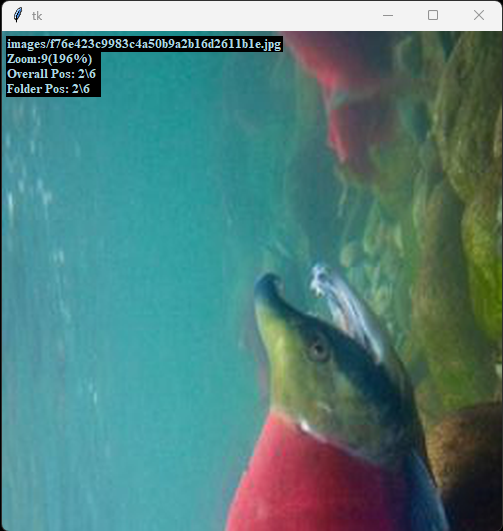 tk
images/f76e423c9983c4a50b9a2b16d2611b1e.jpg
Zoom:9(196%)
Overall Pos: 2\6
Folder Pos: 2\6